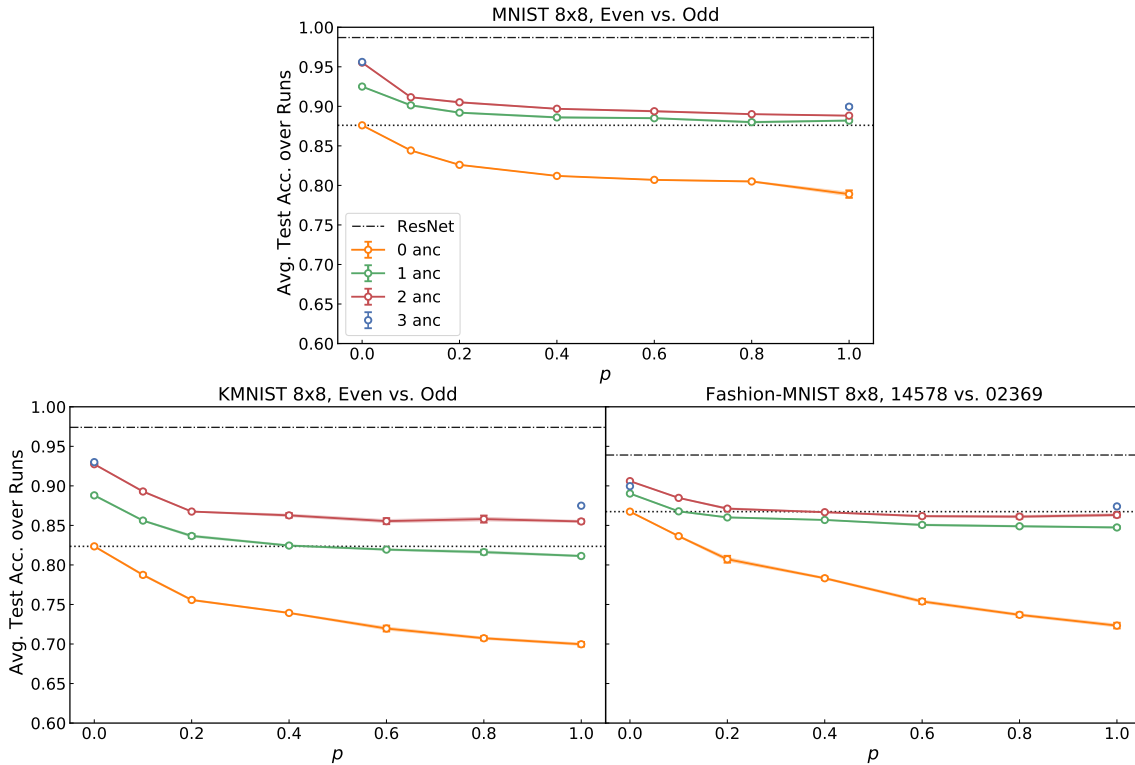 MNIST 8x8, Even vs. Odd
Avg. Test Acc. over Runs
1.00
0.95
0.90
0.85
0.80
0.75
0.70
0.65
0.60
ResNet
0 anc
1 anc
2 anc
3 anc
0.0 0.2 0.4 0.6 0.8 1.0
p
KMNIST 8x8, Even vs. Odd
Avg. Test Acc. over Runs
1.00
0.95
0.90
0.85
0.80
0.75
0.70
0.65
0.60
0.0 0.2 0.4 0.6 0.8 1.0
p
Fashion-MNIST 8x8, 14578 vs. 02369
0.0 0.2 0.4 0.6 0.8 1.0
p